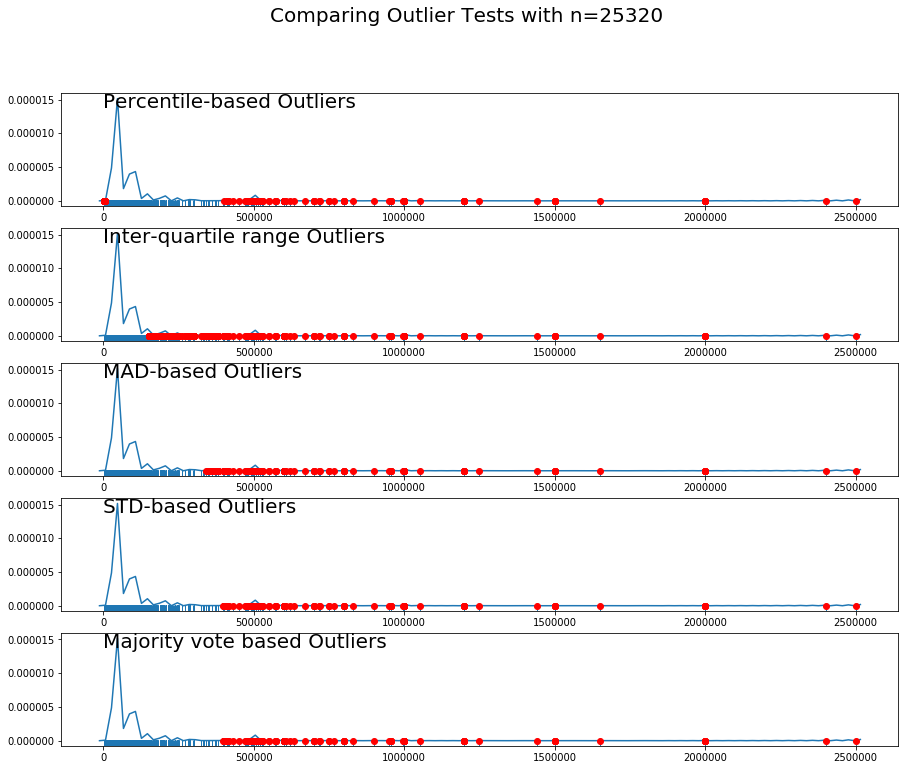 Comparing Outlier Tests with n=25320
Percentile-based Outliers
0.000015
0.000010
0.000005
0.000000
0 500000 1000000 1500000 2000000 2500000
Inter-quartile range Outliers
0.000015
0.000010
0.000005
0.000000
0 500000 1000000 1500000 2000000 2500000
MAD-based Outliers
0.000015
0.000010
0.000005
0.000000
0 500000 1000000 1500000 2000000 2500000
STD-based Outliers
0.000015
0.000010
0.000005
0.000000
0 500000 1000000 1500000 2000000 2500000
Majority vote based Outliers
0.000015
0.000010
0.000005
0.000000
0 500000 1000000 1500000 2000000 2500000